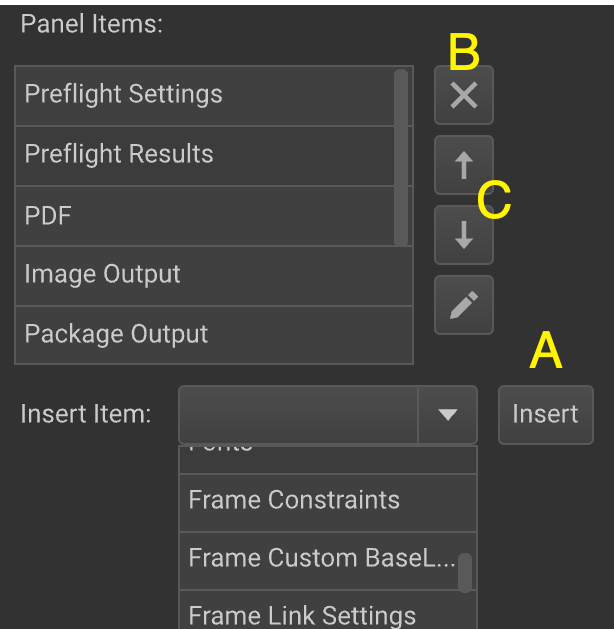 Panel Items:
B
Preflight Settings
Preflight Results
C
PDF
Image Output
Package Output
A
Insert Item:
Insert
Frame Constraints
Frame Custom BaseL...
Frame Link Settings